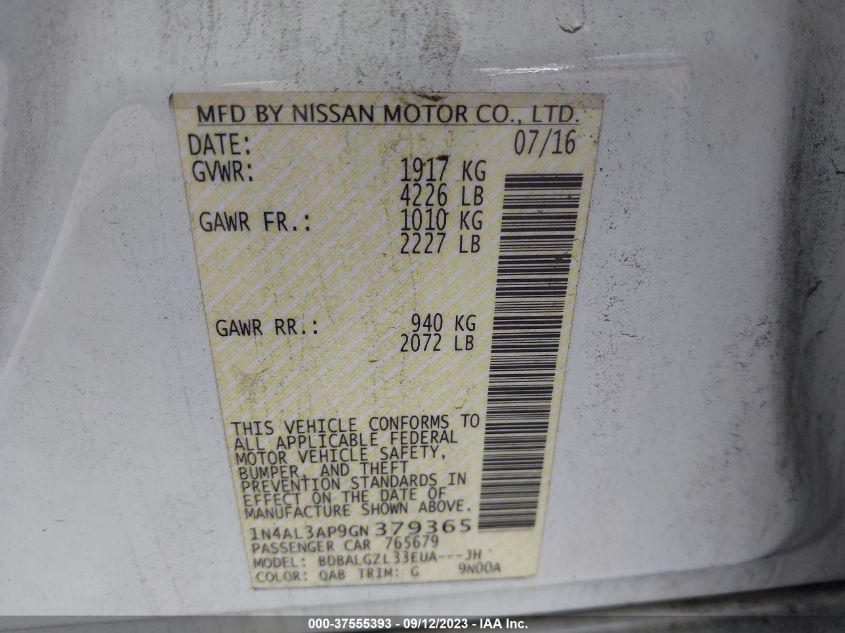 MFD BY NISSAN MOTOR CO., LTD.
DATE: 07/16
GVWR: 1917 KG
4226 LB
GAWR FR.: 1010 KG
2227 LB
GAWR RR.: 940 KG
2072 LB
THIS VEHICLE CONFORMS TO
ALL APPLICABLE FEDERAL
MOTOR VEHICLE SAFETY,
BUMPER, AND THEFT
PREVENTION STANDARDS IN
EFFECT ON THE DATE OF
MANUFACTURE SHOWN ABOVE.
1N4AL3AP9GN 379365
PASSENGER CAR 765679
MODEL: BDBALGZL33EUA---JH
COLOR: QAB TRIM: G 9N00A
000-37555393 - 09/12/2023 - IAA Inc.